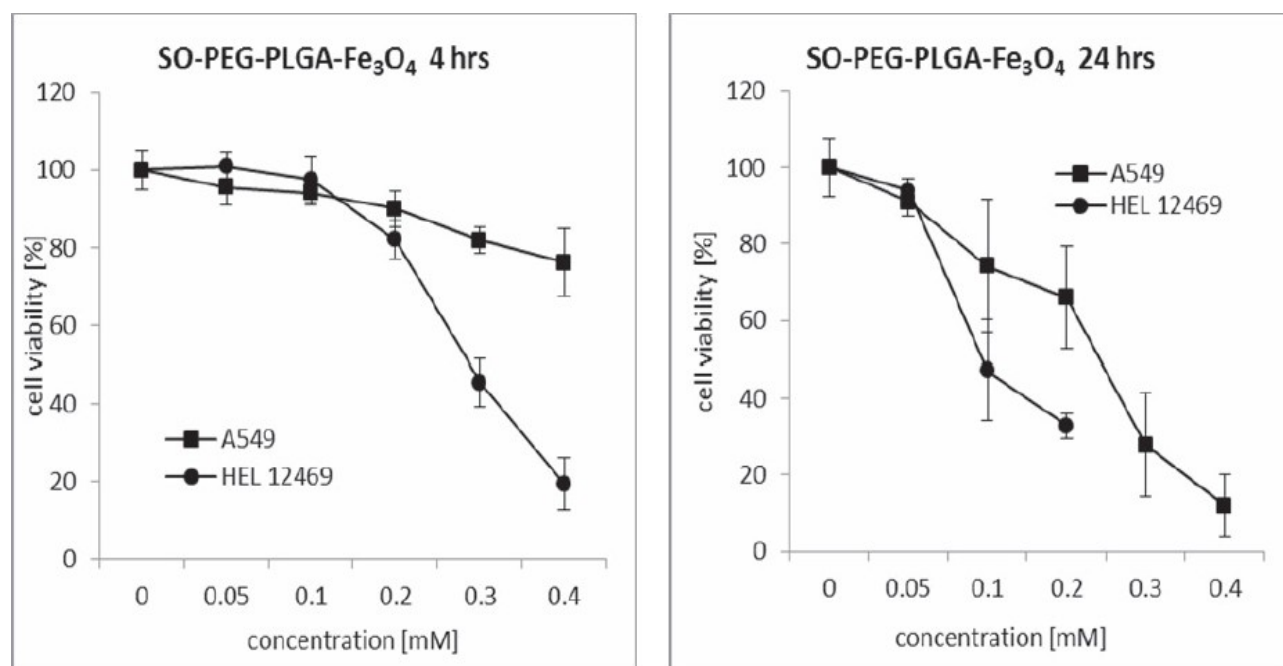 SO-PEG-PLGA-Fe₃O₄ 4 hrs
120
100
80
60
40
20
0
cell viability [%]
A549
HEL 12469
0 0.05 0.1 0.2 0.3 0.4
concentration [mM]
SO-PEG-PLGA-Fe₃O₄ 24 hrs
120
100
80
60
40
20
0
cell viability [%]
A549
HEL 12469
0 0.05 0.1 0.2 0.3 0.4
concentration [mM]